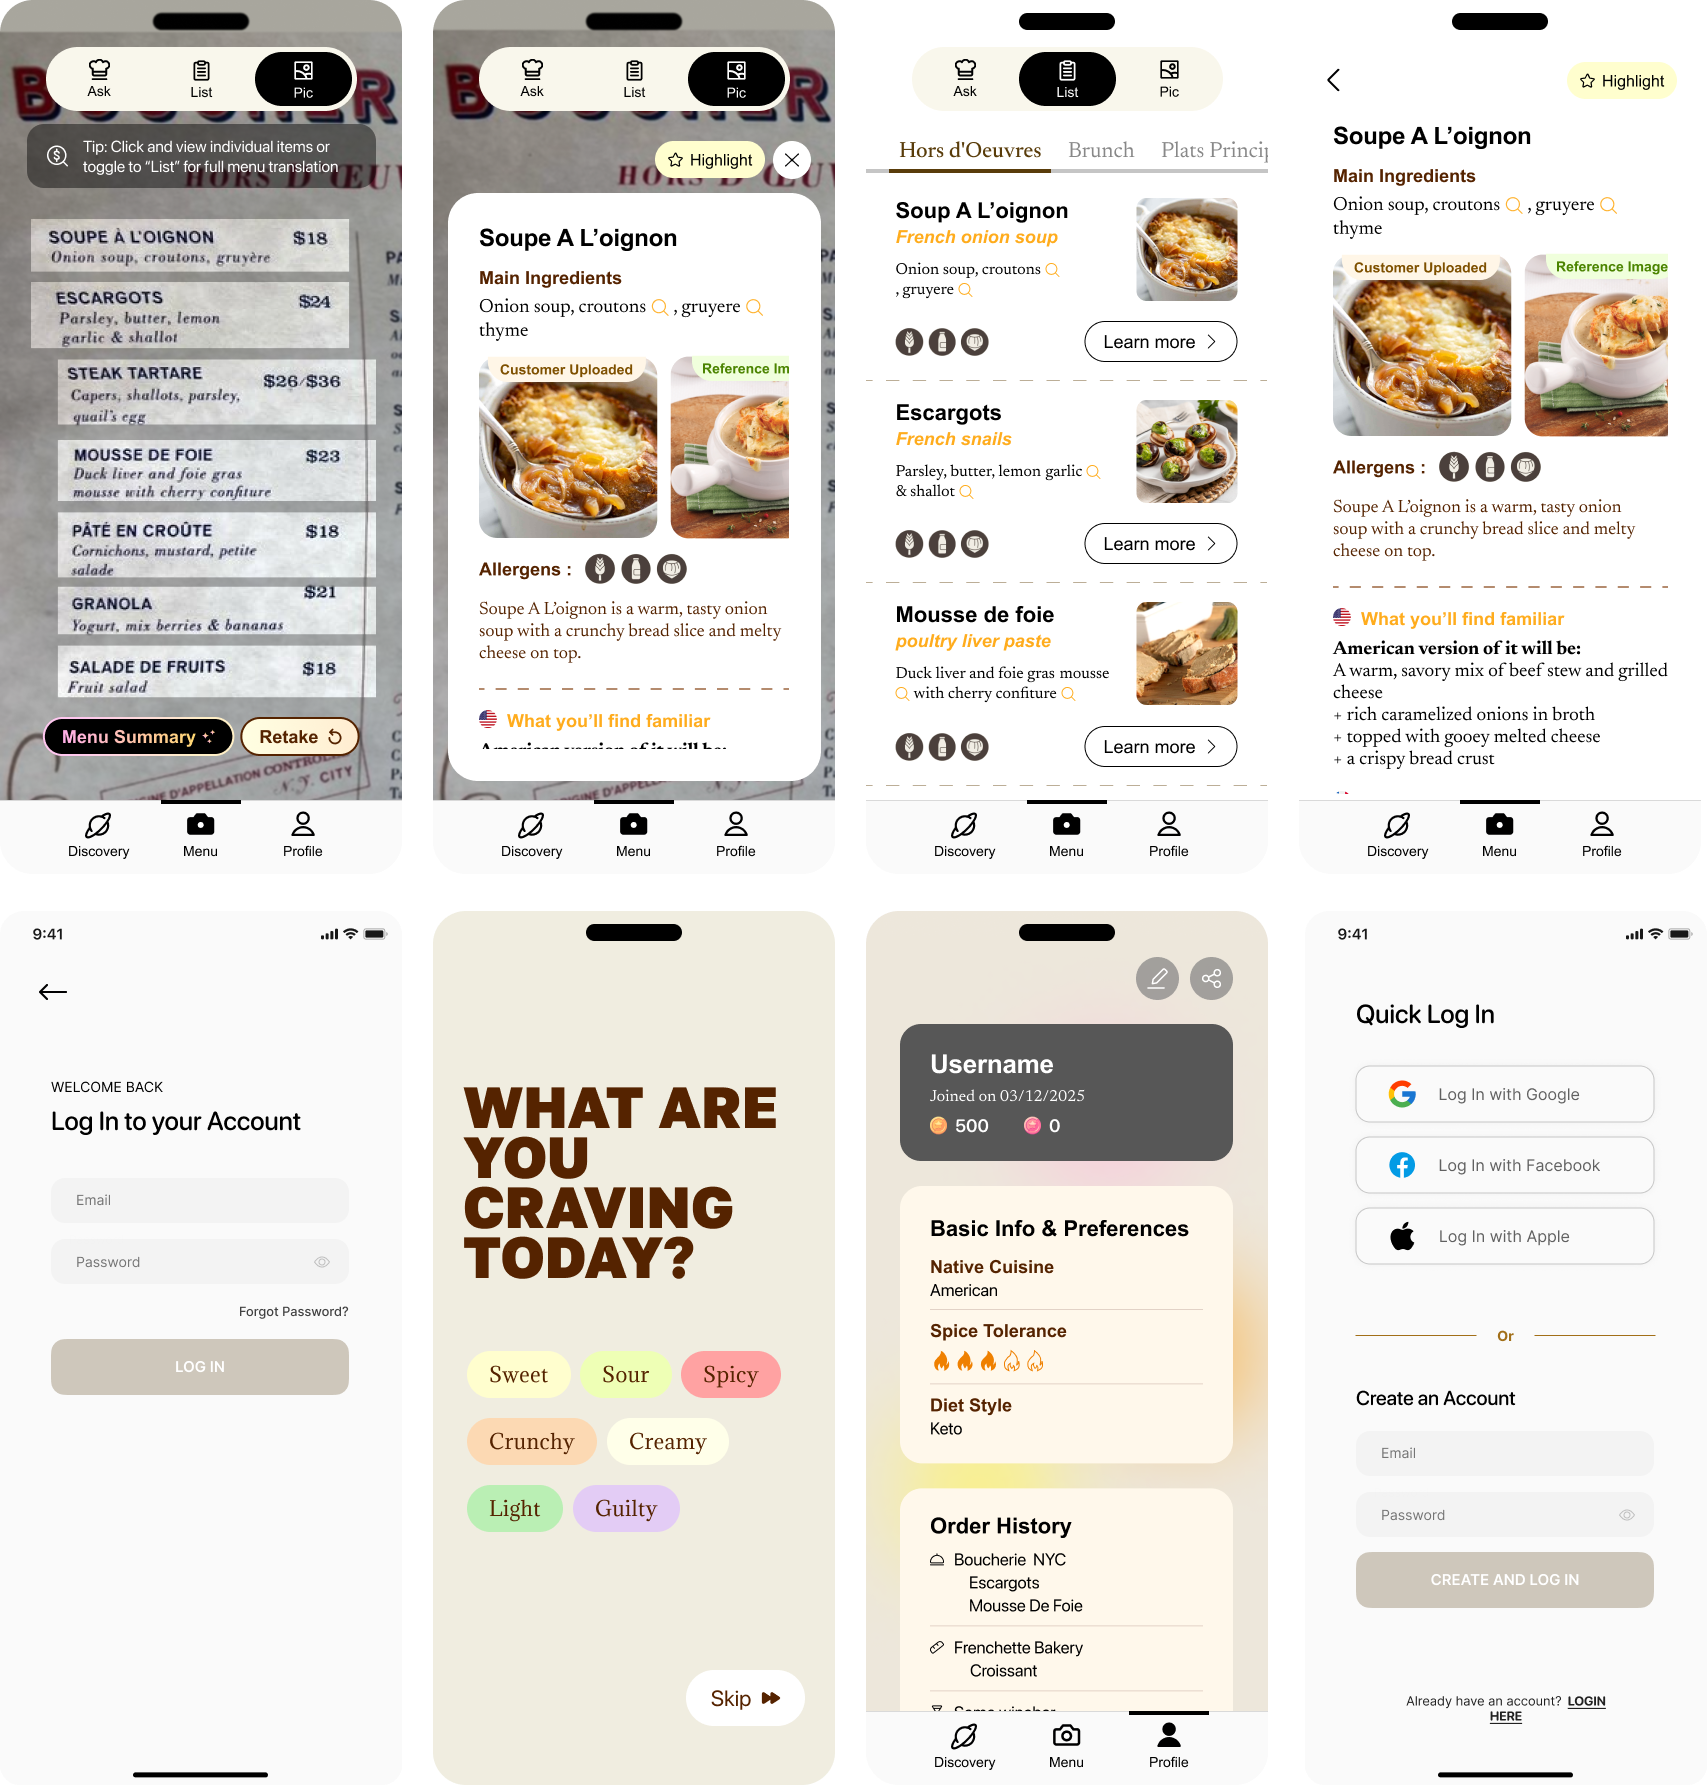 Ask
List
Pic
Tip: Click and view individual items or
toggle to “List” for full menu translation
SOUPE À L'OIGNON $18
Onion soup, croutons, gruyère
ESCARGOTS $24
Parsley, butter, lemon
garlic & shallot
STEAK TARTARE $26/$36
Capers, shallots, parsley,
quail's egg
MOUSSE DE FOIE $23
Duck liver and foie gras
mousse with cherry confiture
PÂTÉ EN CROÛTE $18
Cornichons, mustard, petite
salade
GRANOLA $21
Yogurt, mix berries & bananas
SALADE DE FRUITS $18
Fruit salad
Menu Summary
Retake
D'APPELLATION CONTROL
N.Y. CITY
Discovery
Menu
Profile
Ask
List
Pic
Highlight
HORS D'ŒU
Soupe A L’oignon
Main Ingredients
Onion soup, croutons , gruyere
thyme
Customer Uploaded
Reference Im
Allergens :
Soupe A L’oignon is a warm, tasty onion
soup with a crunchy bread slice and melty
cheese on top.
What you’ll find familiar
American version of it will be:
Discovery
Menu
Profile
Ask
List
Pic
Hors d'Oeuvres
Brunch
Plats Princip
Soup A L’oignon
French onion soup
Onion soup, croutons
, gruyere
Learn more
Escargots
French snails
Parsley, butter, lemon garlic
& shallot
Learn more
Mousse de foie
poultry liver paste
Duck liver and foie gras mousse
with cherry confiture
Learn more
Discovery
Menu
Profile
Highlight
Soupe A L’oignon
Main Ingredients
Onion soup, croutons , gruyere
thyme
Customer Uploaded
Reference Image
Allergens :
Soupe A L’oignon is a warm, tasty onion
soup with a crunchy bread slice and melty
cheese on top.
What you’ll find familiar
American version of it will be:
A warm, savory mix of beef stew and grilled
cheese
+ rich caramelized onions in broth
+ topped with gooey melted cheese
+ a crispy bread crust
Discovery
Menu
Profile
9:41
WELCOME BACK
Log In to your Account
Email
Password
Forgot Password?
LOG IN
WHAT ARE
YOU
CRAVING
TODAY?
Sweet
Sour
Spicy
Crunchy
Creamy
Light
Guilty
Skip
Username
Joined on 03/12/2025
500
0
Basic Info & Preferences
Native Cuisine
American
Spice Tolerance
Diet Style
Keto
Order History
Boucherie NYC
Escargots
Mousse De Foie
Frenchette Bakery
Croissant
Discovery
Menu
Profile
9:41
Quick Log In
Log In with Google
Log In with Facebook
Log In with Apple
Or
Create an Account
Email
Password
CREATE AND LOG IN
Already have an account? LOGIN
HERE